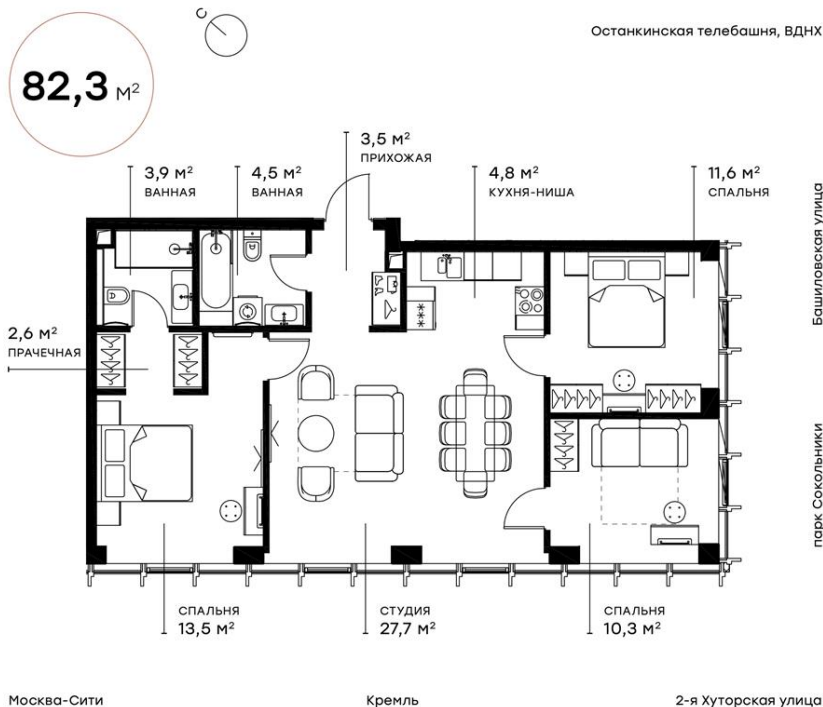 С
Останкинская телебашня, ВДНХ
82,3 м²
3,5 м²
ПРИХОЖАЯ
3,9 м²
ВАННАЯ
4,5 м²
ВАННАЯ
4,8 м²
КУХНЯ-НИША
11,6 м²
СПАЛЬНЯ
Башиловская улица
2,6 м²
ПРАЧЕЧНАЯ
парк Сокольники
СПАЛЬНЯ
13,5 м²
СТУДИЯ
27,7 м²
СПАЛЬНЯ
10,3 м²
Москва-Сити
Кремль
2-я Хуторская улица